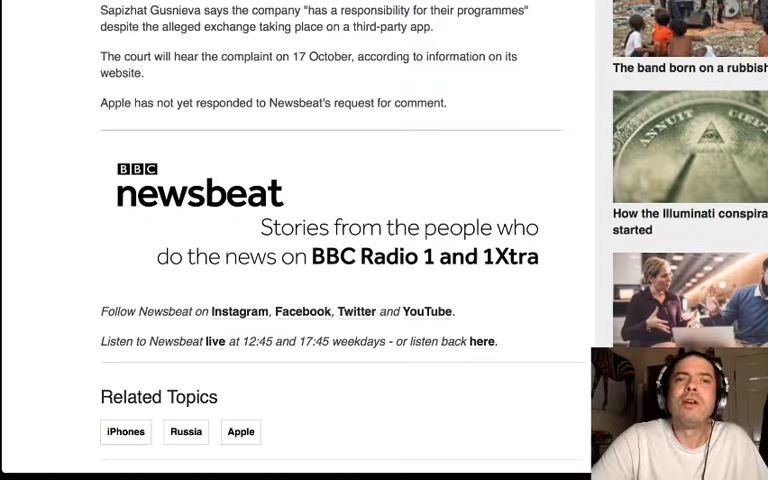 Sapizhat Gusnieva says the company "has a responsibility for their programmes"
despite the alleged exchange taking place on a third-party app.
The court will hear the complaint on 17 October, according to information on its
website.
Apple has not yet responded to Newsbeat's request for comment.
BBC
newsbeat
Stories from the people who
do the news on BBC Radio 1 and 1Xtra
Follow Newsbeat on Instagram, Facebook, Twitter and YouTube.
Listen to Newsbeat live at 12:45 and 17:45 weekdays - or listen back here.
Related Topics
iPhones
Russia
Apple
The band born on a rubbish
ANNUIT CŒPT
How the Illuminati conspira
started